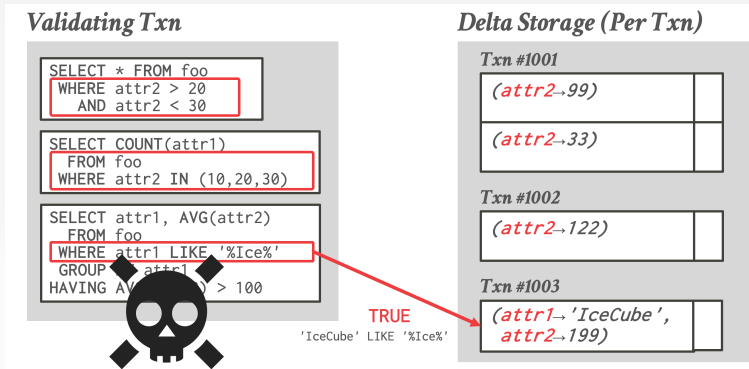 Validating Txn
SELECT * FROM foo
WHERE attr2 > 20
AND attr2 < 30
SELECT COUNT(attr1)
FROM foo
WHERE attr2 IN (10,20,30)
SELECT attr1, AVG(attr2)
FROM foo
WHERE attr1 LIKE '%Ice%'
GROUP attr1
HAVING > 100
TRUE
'IceCube' LIKE '%Ice%'
Delta Storage (Per Txn)
Txn #1001
(attr2→99)
(attr2→33)
Txn #1002
(attr2→122)
Txn #1003
(attr1→'IceCube',
attr2→199)